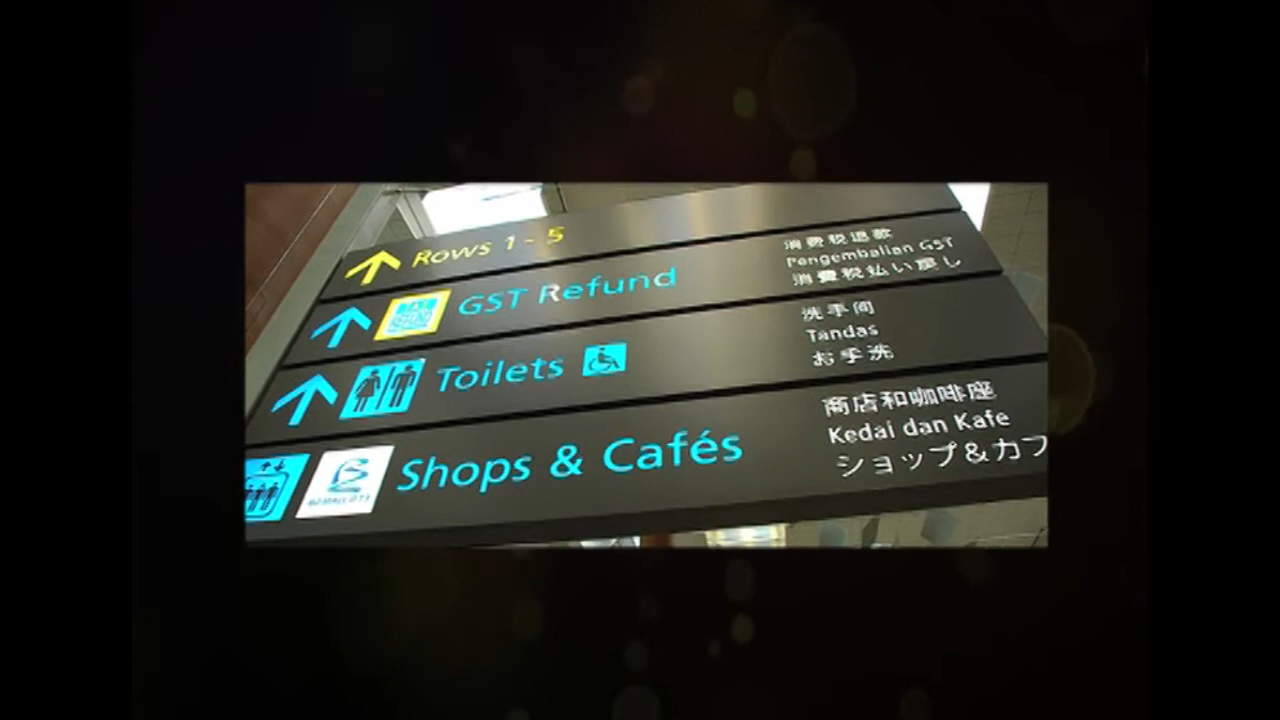 Rows 1 - 5
GST Refund
消费税退款
Pengembalian GST
消費税払い戻し
Toilets
洗手间
Tandas
お手洗
Shops & Cafés
商店和咖啡座
Kedai dan Kafe
ショップ&カフ